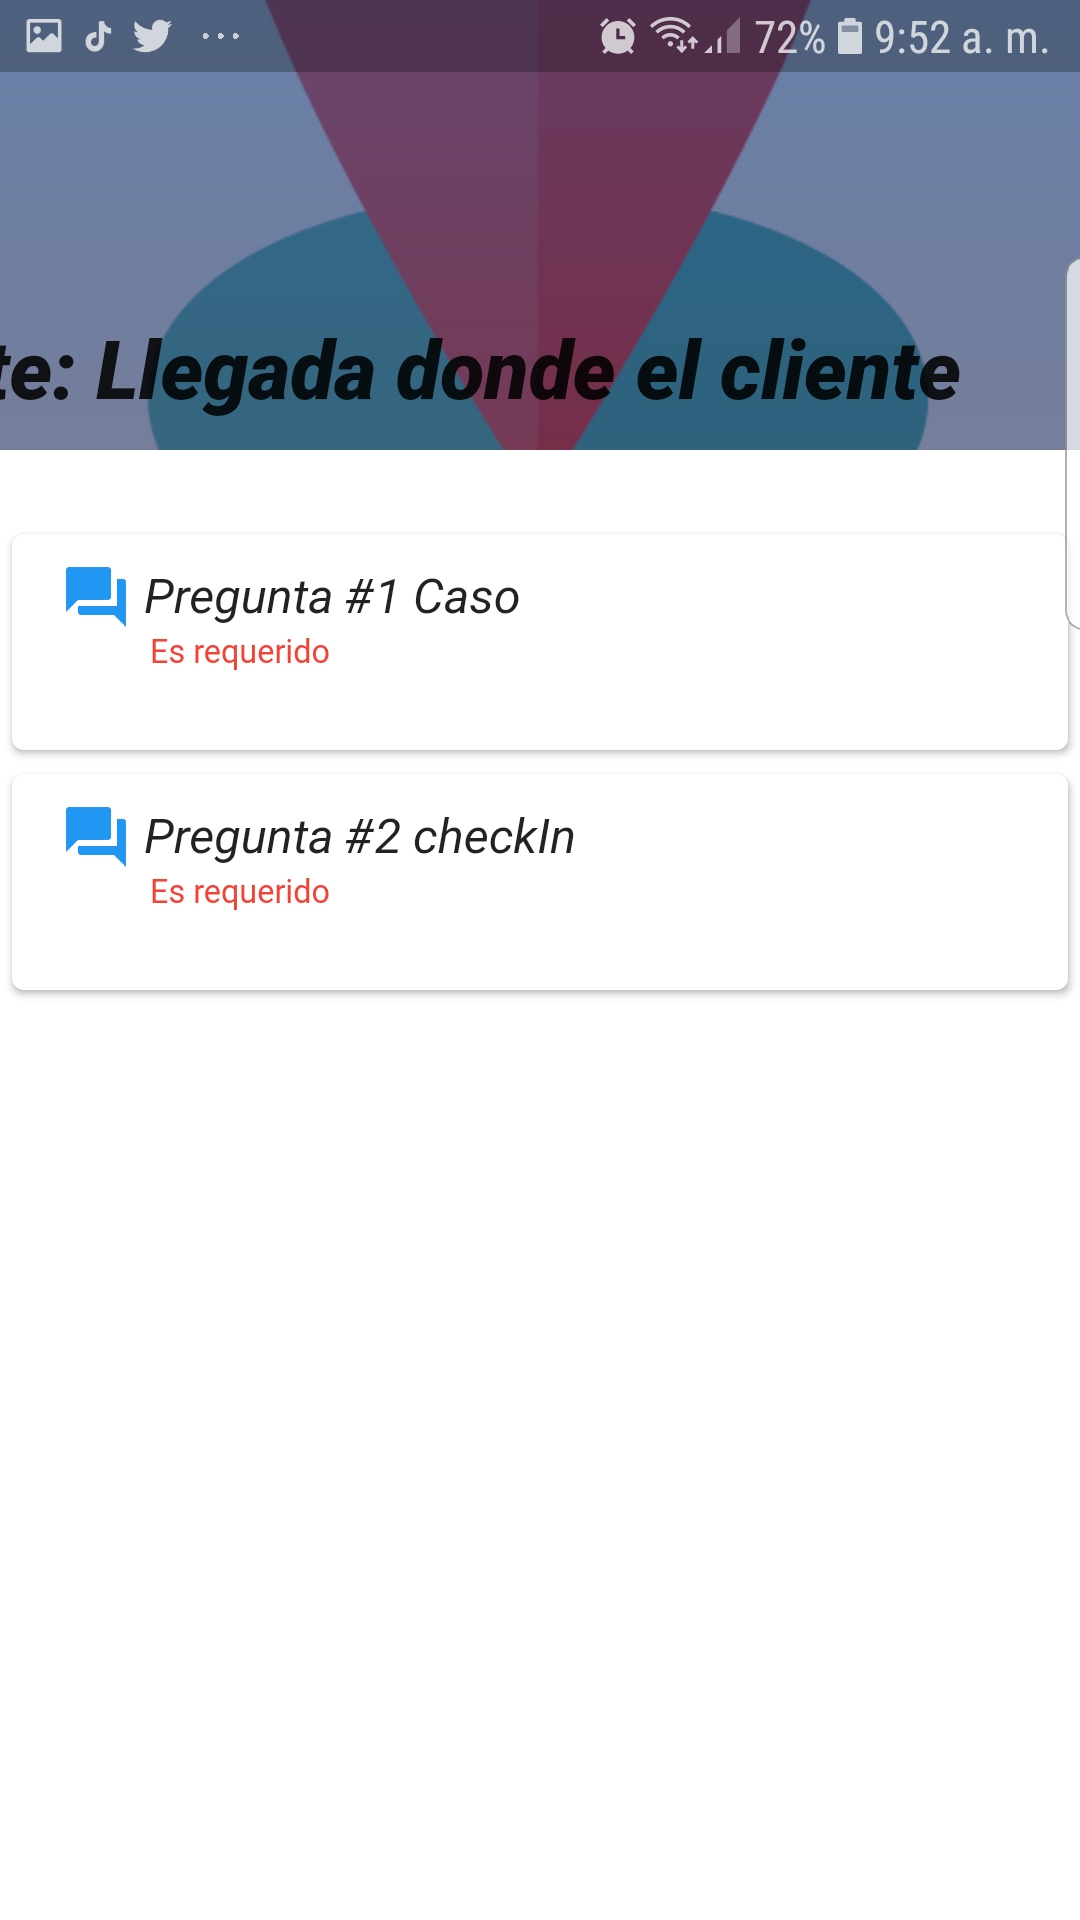 72% 9:52 a. m.
te: Llegada donde el cliente
Pregunta #1 Caso
Es requerido
Pregunta #2 checkIn
Es requerido